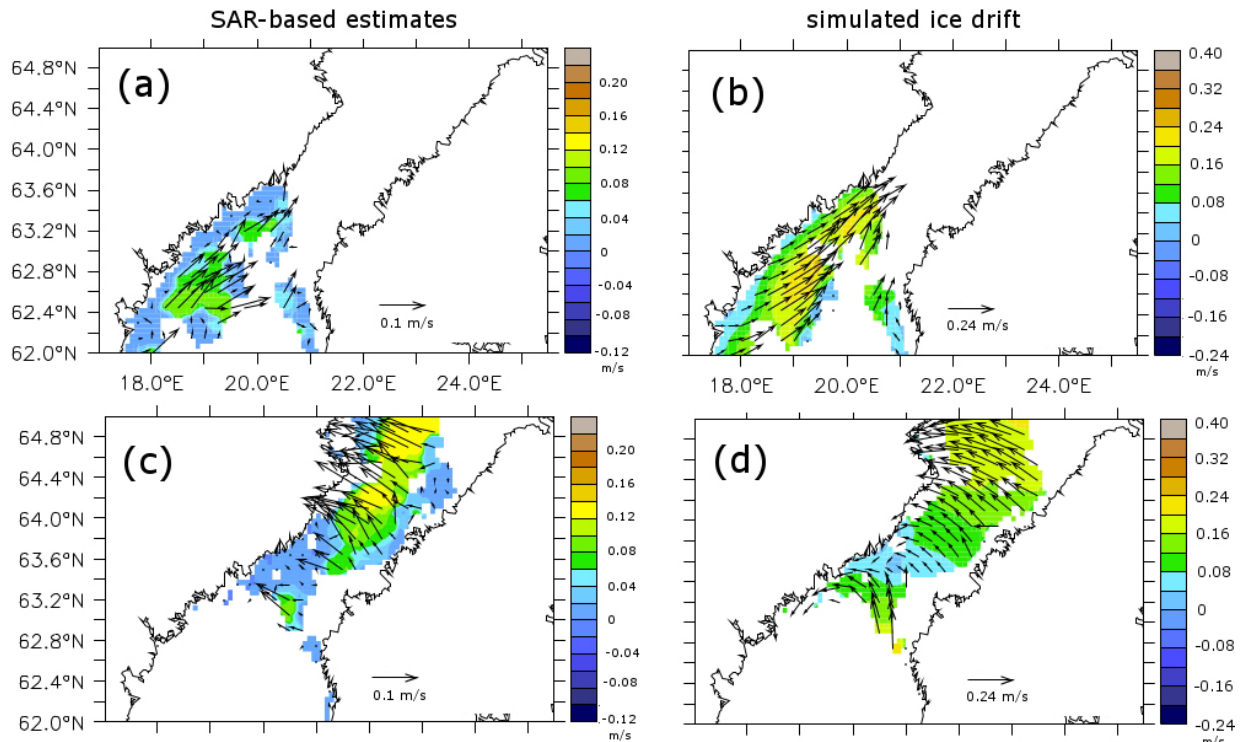 SAR-based estimates
simulated ice drift
(a)
64.8°N
64.4°N
64.0°N
63.6°N
63.2°N
62.8°N
62.4°N
62.0°N
18.0°E
20.0°E
22.0°E
24.0°E
0.1 m/s
0.20
0.16
0.12
0.08
0.04
0
-0.04
-0.08
-0.12
m/s
(b)
18.0°E
20.0°E
22.0°E
24.0°E
0.24 m/s
0.40
0.32
0.24
0.16
0.08
0
-0.08
-0.16
-0.24
m/s
(c)
64.8°N
64.4°N
64.0°N
63.6°N
63.2°N
62.8°N
62.4°N
62.0°N
0.1 m/s
0.20
0.16
0.12
0.08
0.04
0
-0.04
-0.08
-0.12
m/s
(d)
0.24 m/s
0.40
0.32
0.24
0.16
0.08
0
-0.08
-0.16
-0.24
m/s